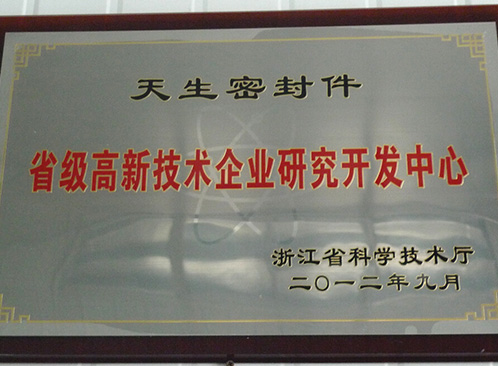 天生密封件
省级高新技术企业研究开发中心
浙江省科学技术厅
二〇一二年九月